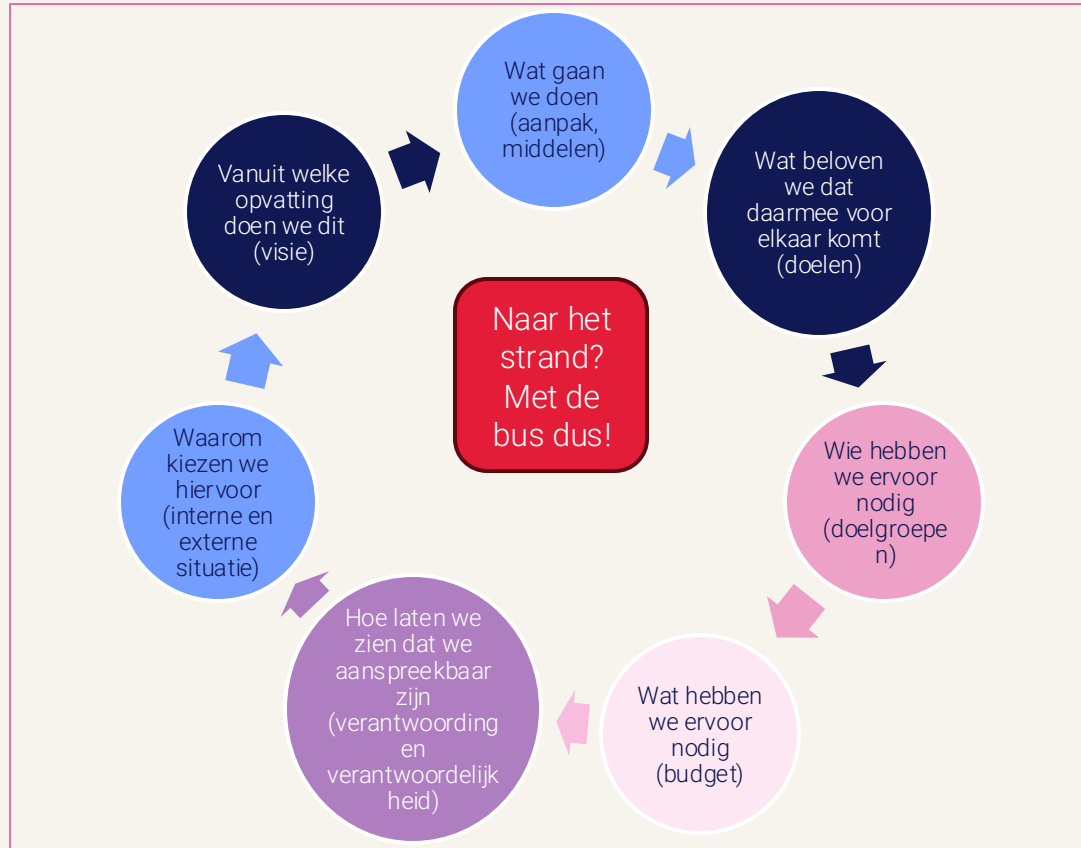 Wat gaan
we doen
(aanpak,
middelen)
Wat beloven
we dat
daarmee voor
elkaar komt
(doelen)
Wie hebben
we ervoor
nodig
(doelgroepe
n)
Wat hebben
we ervoor
nodig
(budget)
Hoe laten we
zien dat we
aanspreekbaar
zijn
(verantwoording
en
verantwoordelijk
heid)
Waarom
kiezen we
hiervoor
(interne en
externe
situatie)
Vanuit welke
opvatting
doen we dit
(visie)
Naar het
strand?
Met de
bus dus!